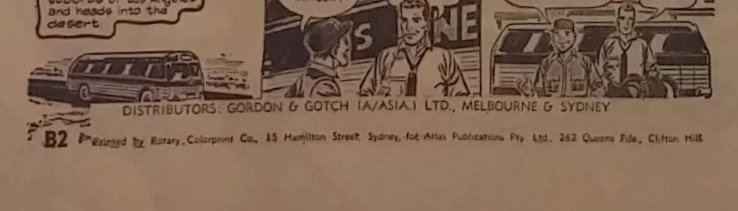 and heads into the
desert
S
NE
DISTRIBUTORS: GORDON & GOTCH (A/ASIA.) LTD., MELBOURNE & SYDNEY
B2 Printed by Rotary, Colorprint Co., 15 Hamilton Street, Sydney, for Atlas Publications Pty. Ltd., 262 Queens Pde., Clifton Hill